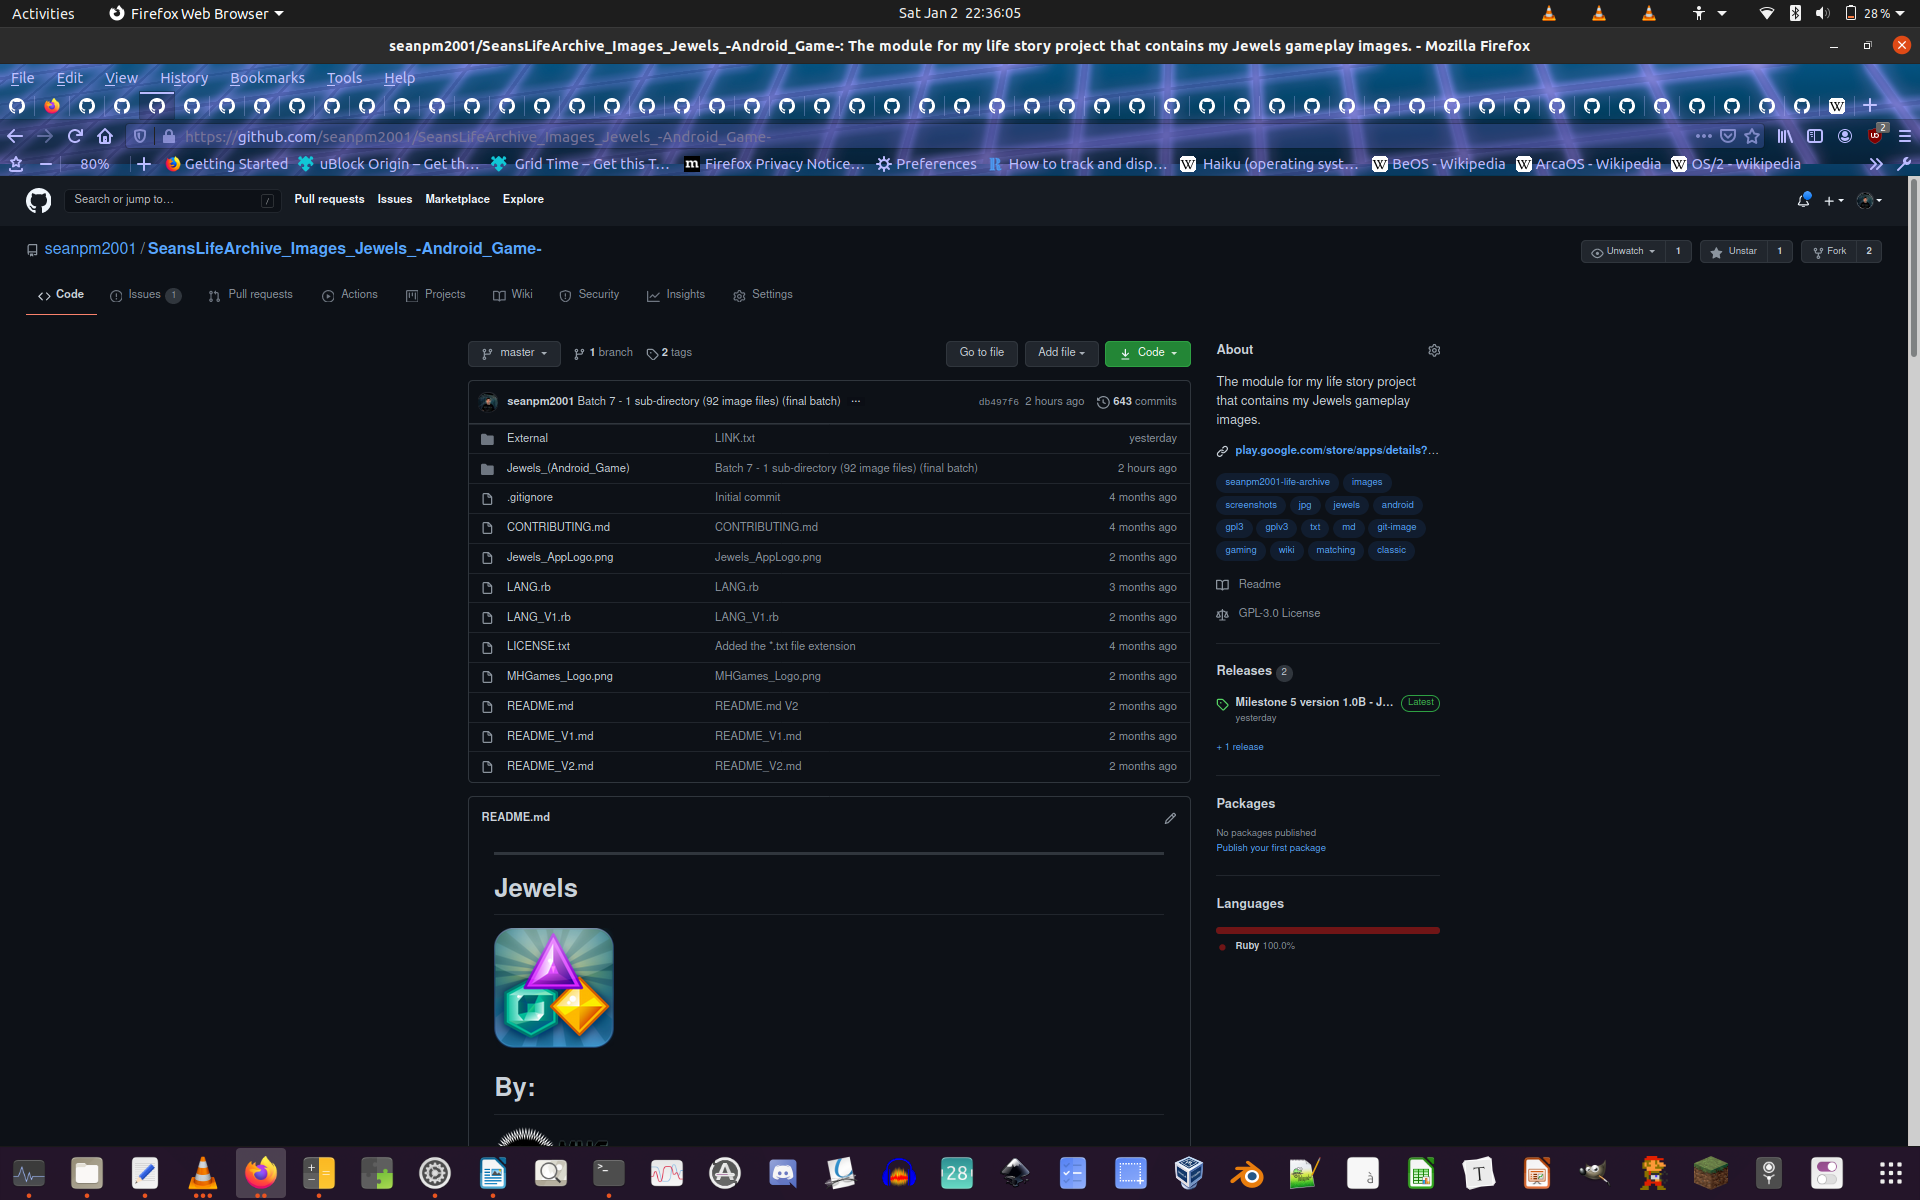 Activities
Firefox Web Browser
Sat Jan 2 22:36:05
28 %
seanpm2001/SeansLifeArchive_Images_Jewels_-Android_Game-: The module for my life story project that contains my Jewels gameplay images. - Mozilla Firefox
File Edit View History Bookmarks Tools Help
https://github.com/seanpm2001/SeansLifeArchive_Images_Jewels_-Android_Game-
2
80%
Getting Started
uBlock Origin – Get th…
Grid Time – Get this T…
Firefox Privacy Notice…
Preferences
How to track and disp…
Haiku (operating syst…
BeOS - Wikipedia
ArcaOS - Wikipedia
OS/2 - Wikipedia
Search or jump to…
/
Pull requests Issues Marketplace Explore
seanpm2001 / SeansLifeArchive_Images_Jewels_-Android_Game-
Unwatch 1
Unstar 1
Fork 2
Code
Issues 1
Pull requests
Actions
Projects
Wiki
Security
Insights
Settings
master
1 branch
2 tags
Go to file
Add file
Code
seanpm2001 Batch 7 - 1 sub-directory (92 image files) (final batch) ...
db497f6 2 hours ago 643 commits
External LINK.txt yesterday
Jewels_(Android_Game) Batch 7 - 1 sub-directory (92 image files) (final batch) 2 hours ago
.gitignore Initial commit 4 months ago
CONTRIBUTING.md CONTRIBUTING.md 4 months ago
Jewels_AppLogo.png Jewels_AppLogo.png 2 months ago
LANG.rb LANG.rb 3 months ago
LANG_V1.rb LANG_V1.rb 2 months ago
LICENSE.txt Added the *.txt file extension 4 months ago
MHGames_Logo.png MHGames_Logo.png 2 months ago
README.md README.md V2 2 months ago
README_V1.md README_V1.md 2 months ago
README_V2.md README_V2.md 2 months ago
README.md
Jewels
By:
About
The module for my life story project
that contains my Jewels gameplay
images.
play.google.com/store/apps/details?…
seanpm2001-life-archive images
screenshots jpg jewels android
gpl3 gplv3 txt md git-image
gaming wiki matching classic
Readme
GPL-3.0 License
Releases 2
Milestone 5 version 1.0B - J… Latest
yesterday
+ 1 release
Packages
No packages published
Publish your first package
Languages
Ruby 100.0%
28